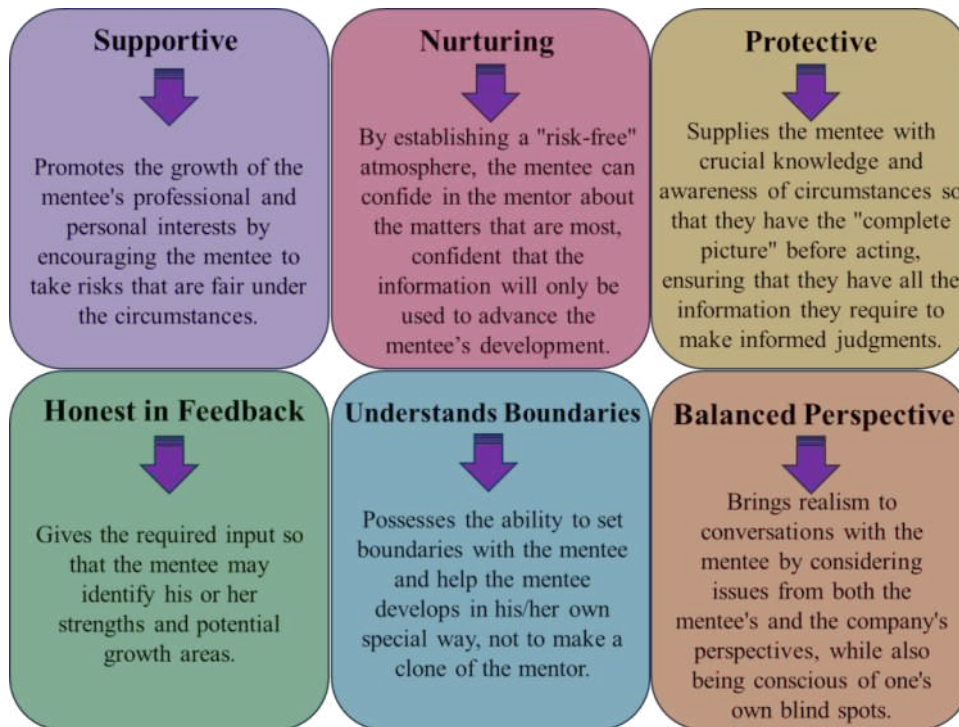 Supportive
Promotes the growth of the
mentee's professional and
personal interests by
encouraging the mentee to
take risks that are fair under
the circumstances.
Nurturing
By establishing a "risk-free"
atmosphere, the mentee can
confide in the mentor about
the matters that are most,
confident that the
information will only be
used to advance the
mentee’s development.
Protective
Supplies the mentee with
crucial knowledge and
awareness of circumstances so
that they have the "complete
picture" before acting,
ensuring that they have all the
information they require to
make informed judgments.
Honest in Feedback
Gives the required input so
that the mentee may
identify his or her
strengths and potential
growth areas.
Understands Boundaries
Possesses the ability to set
boundaries with the mentee
and help the mentee
develops in his/her own
special way, not to make a
clone of the mentor.
Balanced Perspective
Brings realism to
conversations with the
mentee by considering
issues from both the
mentee's and the company's
perspectives, while also
being conscious of one's
own blind spots.